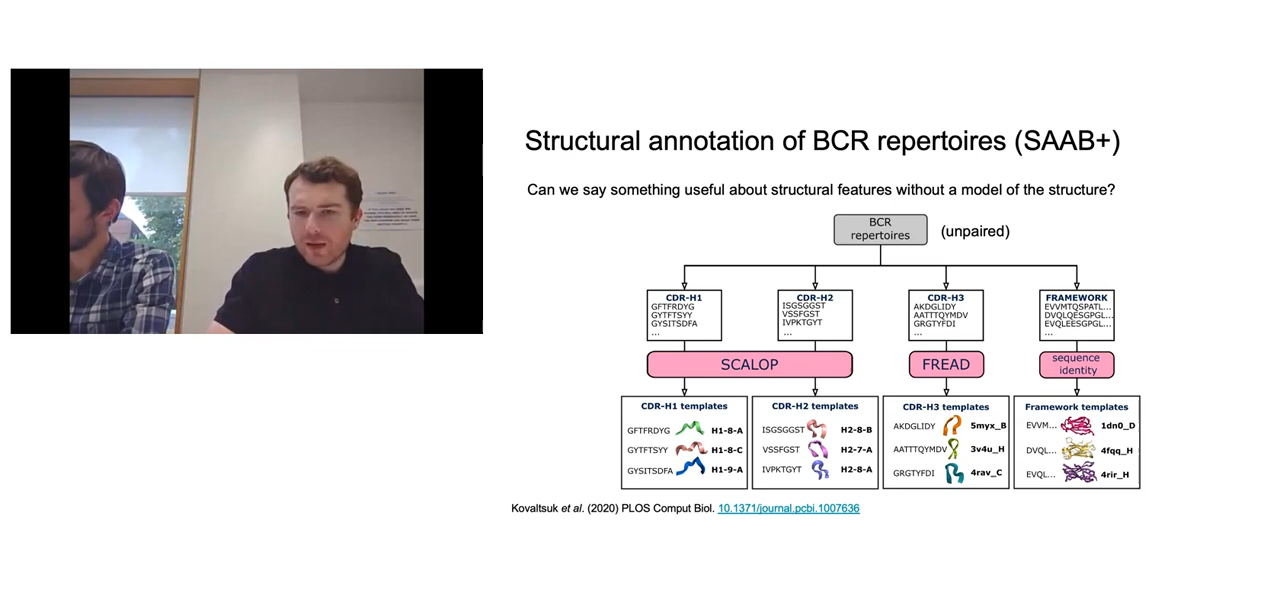 Structural annotation of BCR repertoires (SAAB+)
Can we say something useful about structural features without a model of the structure?
BCR
repertoires
(unpaired)
CDR-H1
GFTFRDYG
GYTFTSYY
GYSITSDFA
...
CDR-H2
ISGSGGST
VSSFGST
IVPKTGYT
...
CDR-H3
AKDGLIDY
AATTTQYMDV
GRGTYFDI
...
FRAMEWORK
EVVMTQSPATL...
DVQLQESGPGL...
EVQLEESGPGL...
...
SCALOP
FREAD
sequence
identity
CDR-H1 templates
GFTFRDYG H1-8-A
GYTFTSYY H1-8-C
GYSITSDFA H1-9-A
CDR-H2 templates
ISGSGGST H2-8-B
VSSFGST H2-7-A
IVPKTGYT H2-8-A
CDR-H3 templates
AKDGLIDY 5myx_B
AATTTQYMDV 3v4u_H
GRGTYFDI 4rav_C
Framework templates
EVVM... 1dn0_D
DVQL... 4fqq_H
EVQL... 4rir_H
Kovaltsuk et al. (2020) PLOS Comput Biol. 10.1371/journal.pcbi.1007636